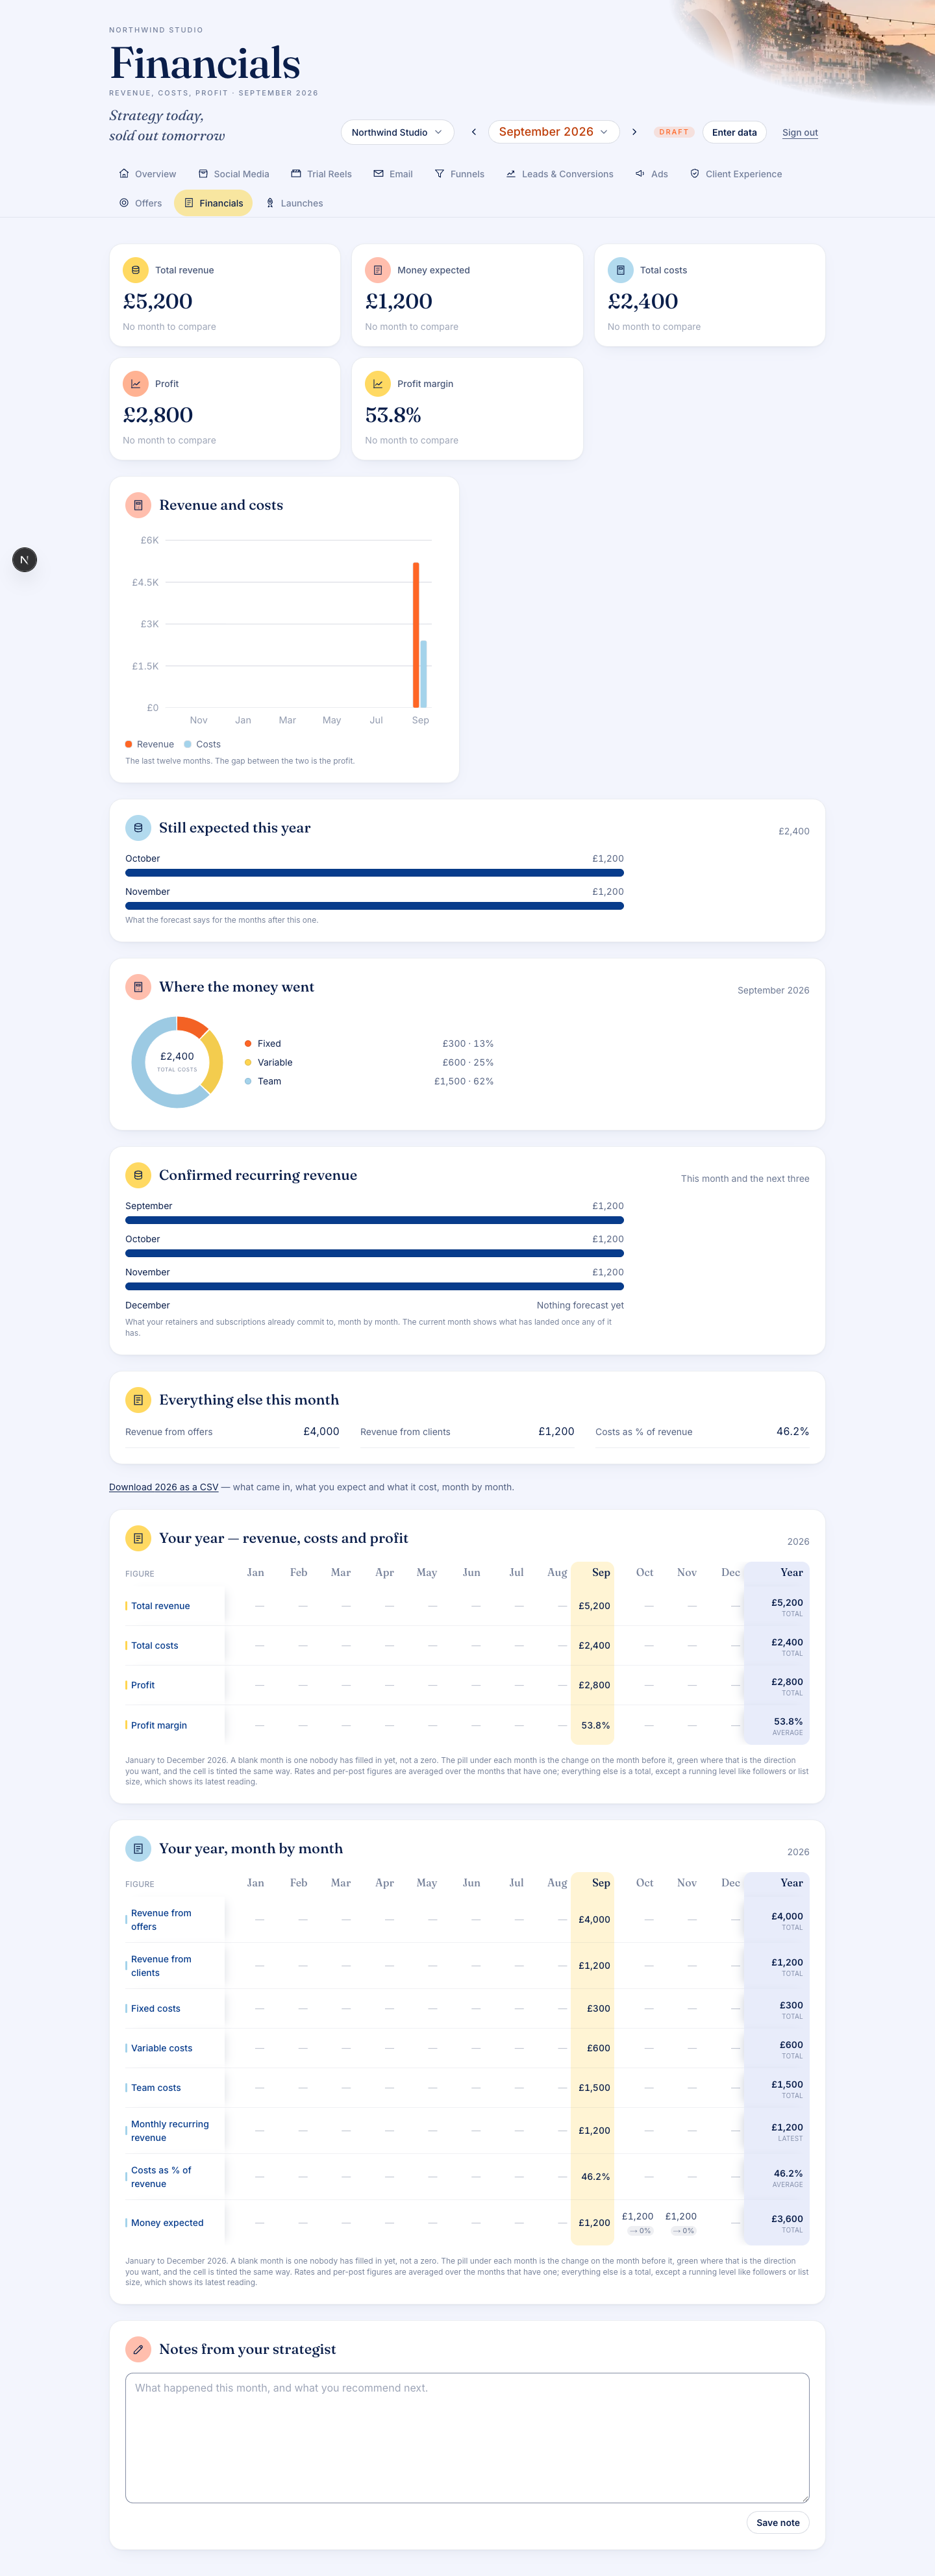 NORTHWIND STUDIO
Financials
REVENUE, COSTS, PROFIT · SEPTEMBER 2026
Strategy today,
sold out tomorrow
Northwind Studio
September 2026
DRAFT
Enter data
Sign out
Overview
Social Media
Trial Reels
Email
Funnels
Leads & Conversions
Ads
Client Experience
Offers
Financials
Launches
Total revenue
£5,200
No month to compare
Money expected
£1,200
No month to compare
Total costs
£2,400
No month to compare
Profit
£2,800
No month to compare
Profit margin
53.8%
No month to compare
N
Revenue and costs
£6K
£4.5K
£3K
£1.5K
£0
Nov Jan Mar May Jul Sep
Revenue Costs
The last twelve months. The gap between the two is the profit.
Still expected this year
£2,400
October £1,200
November £1,200
What the forecast says for the months after this one.
Where the money went
September 2026
£2,400
TOTAL COSTS
Fixed £300 · 13%
Variable £600 · 25%
Team £1,500 · 62%
Confirmed recurring revenue
This month and the next three
September £1,200
October £1,200
November £1,200
December Nothing forecast yet
What your retainers and subscriptions already commit to, month by month. The current month shows what has landed once any of it
has.
Everything else this month
Revenue from offers £4,000
Revenue from clients £1,200
Costs as % of revenue 46.2%
Download 2026 as a CSV — what came in, what you expect and what it cost, month by month.
Your year — revenue, costs and profit
2026
FIGURE Jan Feb Mar Apr May Jun Jul Aug Sep Oct Nov Dec Year
Total revenue — — — — — — — — £5,200 — — — £5,200
TOTAL
Total costs — — — — — — — — £2,400 — — — £2,400
TOTAL
Profit — — — — — — — — £2,800 — — — £2,800
TOTAL
Profit margin — — — — — — — — 53.8% — — — 53.8%
AVERAGE
January to December 2026. A blank month is one nobody has filled in yet, not a zero. The pill under each month is the change on the month before it, green where that is the direction
you want, and the cell is tinted the same way. Rates and per-post figures are averaged over the months that have one; everything else is a total, except a running level like followers or list
size, which shows its latest reading.
Your year, month by month
2026
FIGURE Jan Feb Mar Apr May Jun Jul Aug Sep Oct Nov Dec Year
Revenue from
offers — — — — — — — — £4,000 — — — £4,000
TOTAL
Revenue from
clients — — — — — — — — £1,200 — — — £1,200
TOTAL
Fixed costs — — — — — — — — £300 — — — £300
TOTAL
Variable costs — — — — — — — — £600 — — — £600
TOTAL
Team costs — — — — — — — — £1,500 — — — £1,500
TOTAL
Monthly recurring
revenue — — — — — — — — £1,200 — — — £1,200
LATEST
Costs as % of
revenue — — — — — — — — 46.2% — — — 46.2%
AVERAGE
Money expected — — — — — — — — £1,200 £1,200 £1,200 — £3,600
→ 0% → 0% TOTAL
January to December 2026. A blank month is one nobody has filled in yet, not a zero. The pill under each month is the change on the month before it, green where that is the direction
you want, and the cell is tinted the same way. Rates and per-post figures are averaged over the months that have one; everything else is a total, except a running level like followers or list
size, which shows its latest reading.
Notes from your strategist
What happened this month, and what you recommend next.
Save note